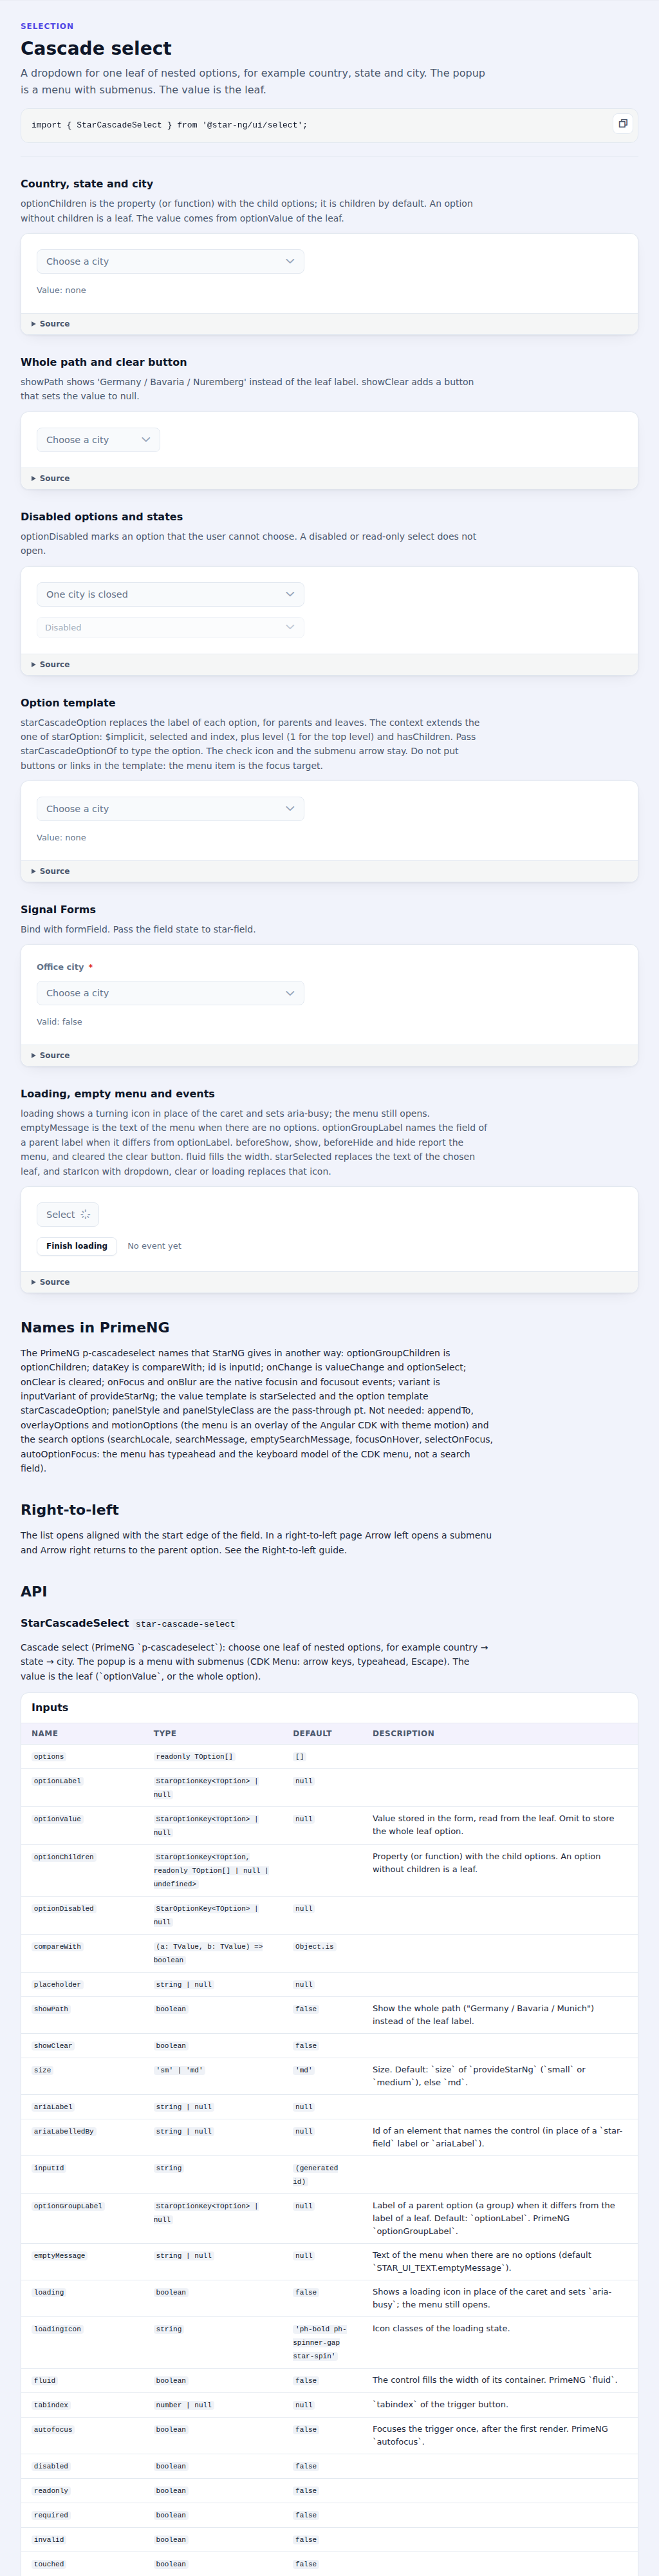 SELECTION
Cascade select
A dropdown for one leaf of nested options, for example country, state and city. The popup
is a menu with submenus. The value is the leaf.
import { StarCascadeSelect } from '@star-ng/ui/select';
Country, state and city
optionChildren is the property (or function) with the child options; it is children by default. An option
without children is a leaf. The value comes from optionValue of the leaf.
Choose a city
Value: none
Source
Whole path and clear button
showPath shows 'Germany / Bavaria / Nuremberg' instead of the leaf label. showClear adds a button
that sets the value to null.
Choose a city
Source
Disabled options and states
optionDisabled marks an option that the user cannot choose. A disabled or read-only select does not
open.
One city is closed
Disabled
Source
Option template
starCascadeOption replaces the label of each option, for parents and leaves. The context extends the
one of starOption: $implicit, selected and index, plus level (1 for the top level) and hasChildren. Pass
starCascadeOptionOf to type the option. The check icon and the submenu arrow stay. Do not put
buttons or links in the template: the menu item is the focus target.
Choose a city
Value: none
Source
Signal Forms
Bind with formField. Pass the field state to star-field.
Office city *
Choose a city
Valid: false
Source
Loading, empty menu and events
loading shows a turning icon in place of the caret and sets aria-busy; the menu still opens.
emptyMessage is the text of the menu when there are no options. optionGroupLabel names the field of
a parent label when it differs from optionLabel. beforeShow, show, beforeHide and hide report the
menu, and cleared the clear button. fluid fills the width. starSelected replaces the text of the chosen
leaf, and starIcon with dropdown, clear or loading replaces that icon.
Select
Finish loading No event yet
Source
Names in PrimeNG
The PrimeNG p-cascadeselect names that StarNG gives in another way: optionGroupChildren is
optionChildren; dataKey is compareWith; id is inputId; onChange is valueChange and optionSelect;
onClear is cleared; onFocus and onBlur are the native focusin and focusout events; variant is
inputVariant of provideStarNg; the value template is starSelected and the option template
starCascadeOption; panelStyle and panelStyleClass are the pass-through pt. Not needed: appendTo,
overlayOptions and motionOptions (the menu is an overlay of the Angular CDK with theme motion) and
the search options (searchLocale, searchMessage, emptySearchMessage, focusOnHover, selectOnFocus,
autoOptionFocus: the menu has typeahead and the keyboard model of the CDK menu, not a search
field).
Right-to-left
The list opens aligned with the start edge of the field. In a right-to-left page Arrow left opens a submenu
and Arrow right returns to the parent option. See the Right-to-left guide.
API
StarCascadeSelect star-cascade-select
Cascade select (PrimeNG `p-cascadeselect`): choose one leaf of nested options, for example country →
state → city. The popup is a menu with submenus (CDK Menu: arrow keys, typeahead, Escape). The
value is the leaf (`optionValue`, or the whole option).
Inputs
NAME TYPE DEFAULT DESCRIPTION
options readonly TOption[] []
optionLabel StarOptionKey<TOption> | null
null
optionValue StarOptionKey<TOption> | null Value stored in the form, read from the leaf. Omit to store
null the whole leaf option.
optionChildren StarOptionKey<TOption, Property (or function) with the child options. An option
readonly TOption[] | null | without children is a leaf.
undefined>
optionDisabled StarOptionKey<TOption> | null
null
compareWith (a: TValue, b: TValue) => Object.is
boolean
placeholder string | null null
showPath boolean false Show the whole path ("Germany / Bavaria / Munich")
instead of the leaf label.
showClear boolean false
size 'sm' | 'md' 'md' Size. Default: `size` of `provideStarNg` (`small` or
`medium`), else `md`.
ariaLabel string | null null
ariaLabelledBy string | null null Id of an element that names the control (in place of a `star-
field` label or `ariaLabel`).
inputId string (generated
id)
optionGroupLabel StarOptionKey<TOption> | null Label of a parent option (a group) when it differs from the
null label of a leaf. Default: `optionLabel`. PrimeNG
`optionGroupLabel`.
emptyMessage string | null null Text of the menu when there are no options (default
`STAR_UI_TEXT.emptyMessage`).
loading boolean false Shows a loading icon in place of the caret and sets `aria-
busy`; the menu still opens.
loadingIcon string 'ph-bold ph- Icon classes of the loading state.
spinner-gap
star-spin'
fluid boolean false The control fills the width of its container. PrimeNG `fluid`.
tabindex number | null null `tabindex` of the trigger button.
autofocus boolean false Focuses the trigger once, after the first render. PrimeNG
`autofocus`.
disabled boolean false
readonly boolean false
required boolean false
invalid boolean false
touched boolean false